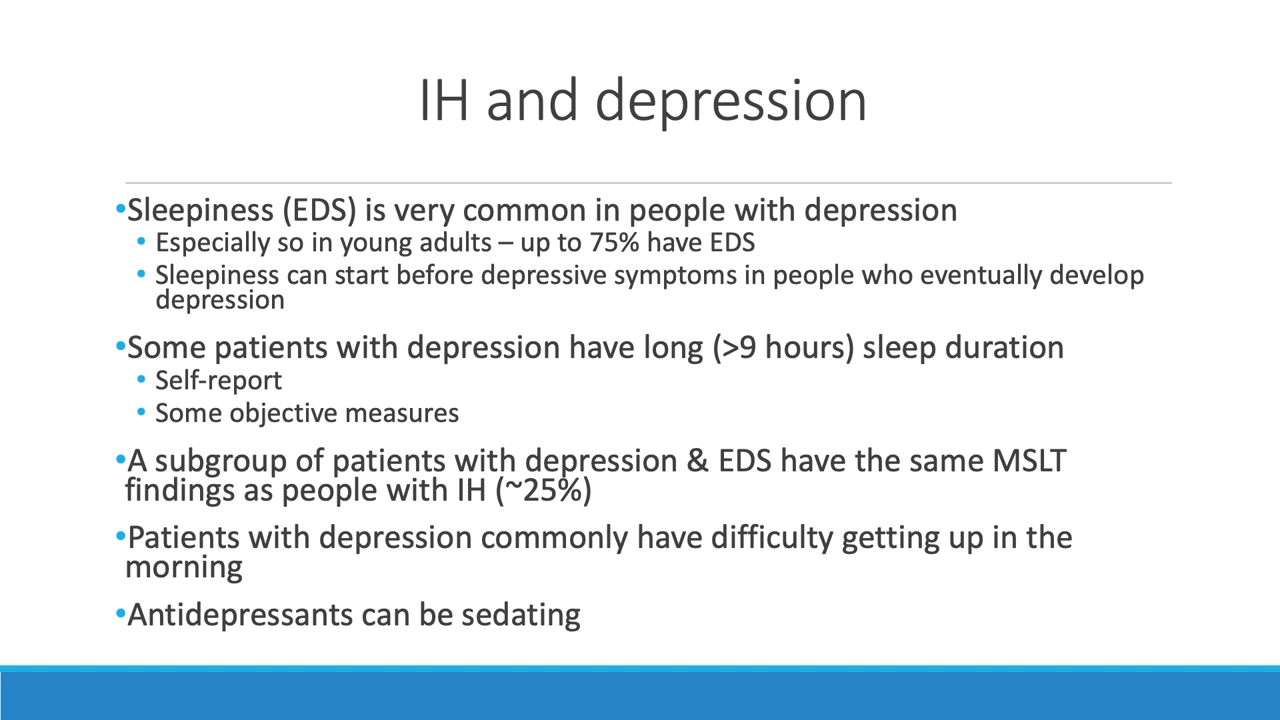 IH and depression
•Sleepiness (EDS) is very common in people with depression
• Especially so in young adults – up to 75% have EDS
• Sleepiness can start before depressive symptoms in people who eventually develop
depression
•Some patients with depression have long (>9 hours) sleep duration
• Self-report
• Some objective measures
•A subgroup of patients with depression & EDS have the same MSLT
findings as people with IH (~25%)
•Patients with depression commonly have difficulty getting up in the
morning
•Antidepressants can be sedating